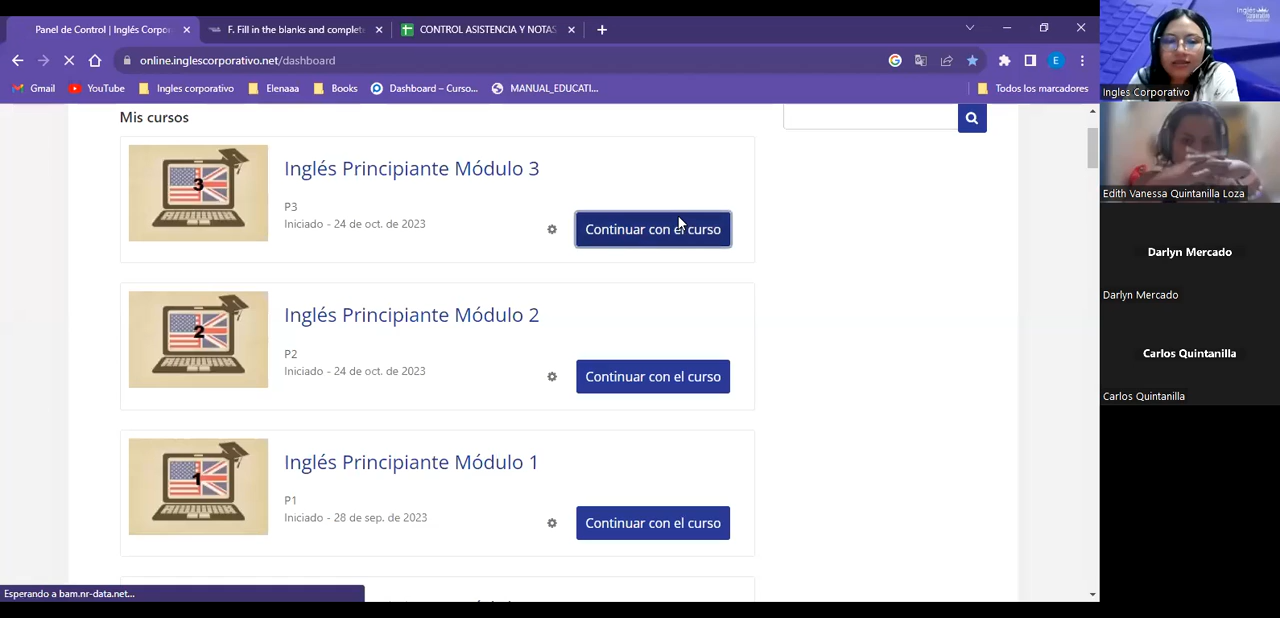 Panel de Control | Inglés Corpo
F. Fill in the blanks and complet
CONTROL ASISTENCIA Y NOTAS
online.inglescorporativo.net/dashboard
E
Gmail
YouTube
Ingles corporativo
Elenaaa
Books
Dashboard – Curso...
MANUAL_EDUCATI...
Todos los marcadores
Mis cursos
3
Inglés Principiante Módulo 3
P3
Iniciado - 24 de oct. de 2023
Continuar con el curso
2
Inglés Principiante Módulo 2
P2
Iniciado - 24 de oct. de 2023
Continuar con el curso
1
Inglés Principiante Módulo 1
P1
Iniciado - 28 de sep. de 2023
Continuar con el curso
Esperando a bam.nr-data.net...
Ingles Corporativo
Edith Vanessa Quintanilla Loza
Darlyn Mercado
Darlyn Mercado
Carlos Quintanilla
Carlos Quintanilla